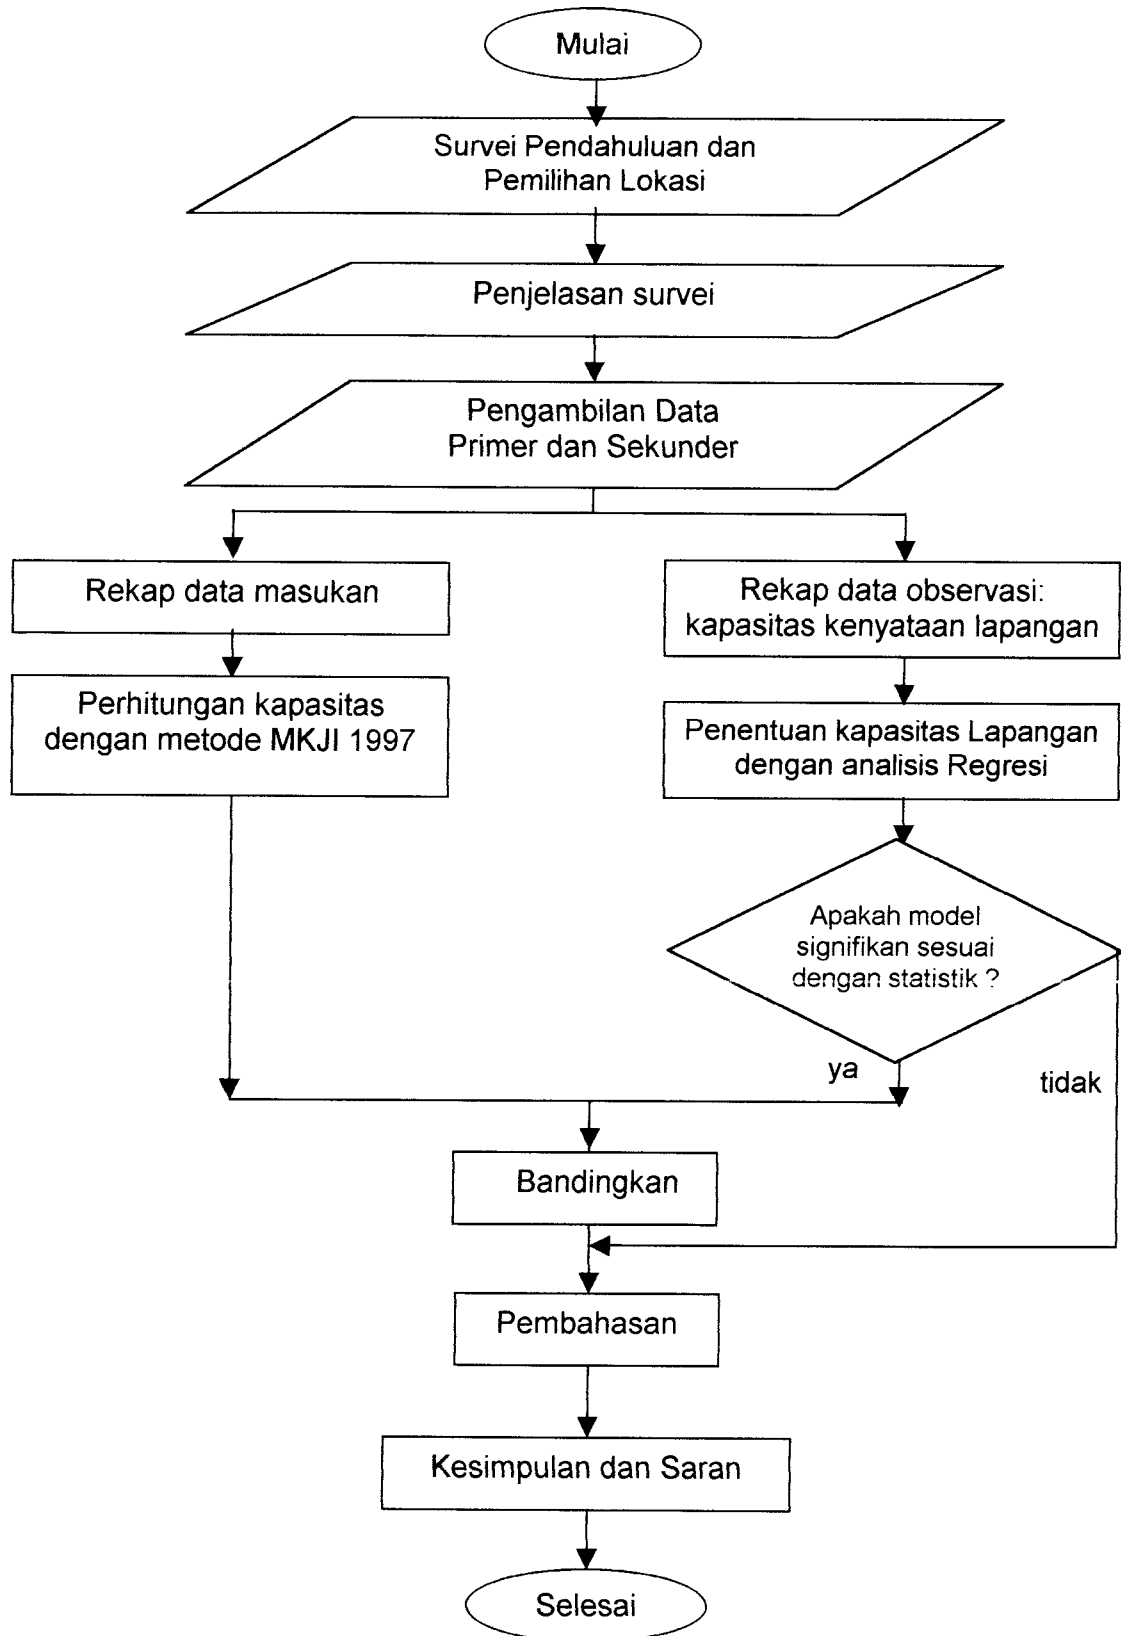 Mulai
Survei Pendahuluan dan
Pemilihan Lokasi
Penjelasan survei
Pengambilan Data
Primer dan Sekunder
Rekap data masukan
Perhitungan kapasitas
dengan metode MKJI 1997
Rekap data observasi:
kapasitas kenyataan lapangan
Penentuan kapasitas Lapangan
dengan analisis Regresi
Apakah model
signifikan sesuai
dengan statistik ?
ya
tidak
Bandingkan
Pembahasan
Kesimpulan dan Saran
Selesai